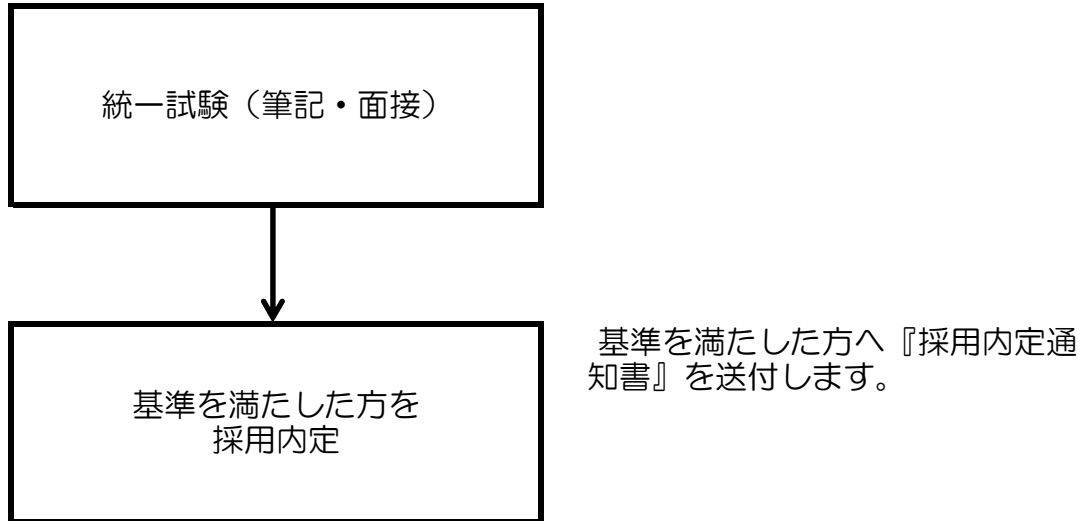 統一試験（筆記・面接）
基準を満たした方を
採用内定
基準を満たした方へ『採用内定通
知書』を送付します。